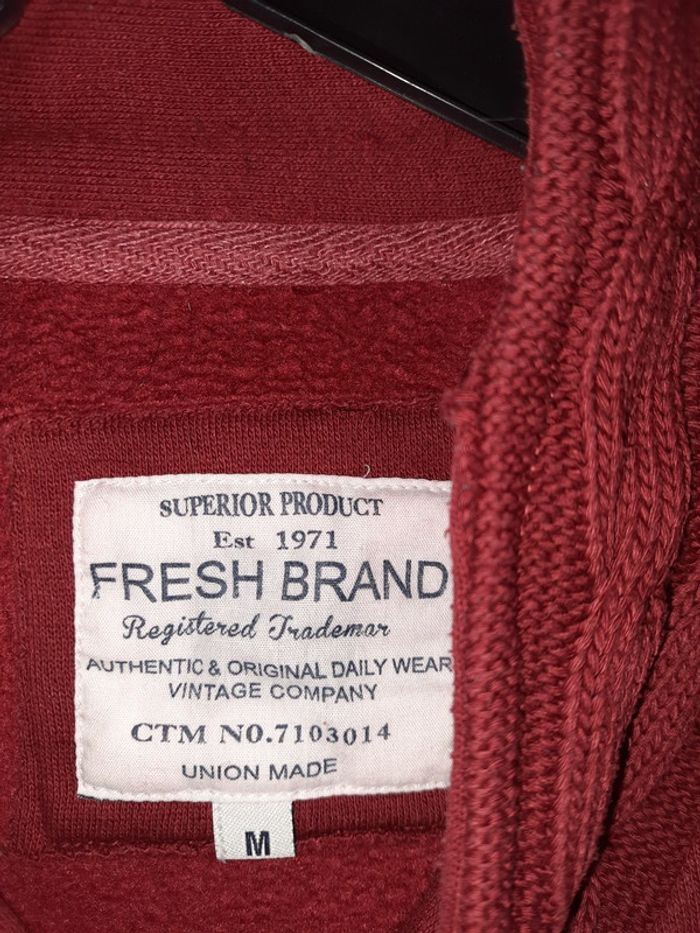 SUPERIOR PRODUCT
Est 1971
FRESH BRAND
Registered Trademar
AUTHENTIC & ORIGINAL DAILY WEAR
VINTAGE COMPANY
CTM NO.7103014
UNION MADE
M